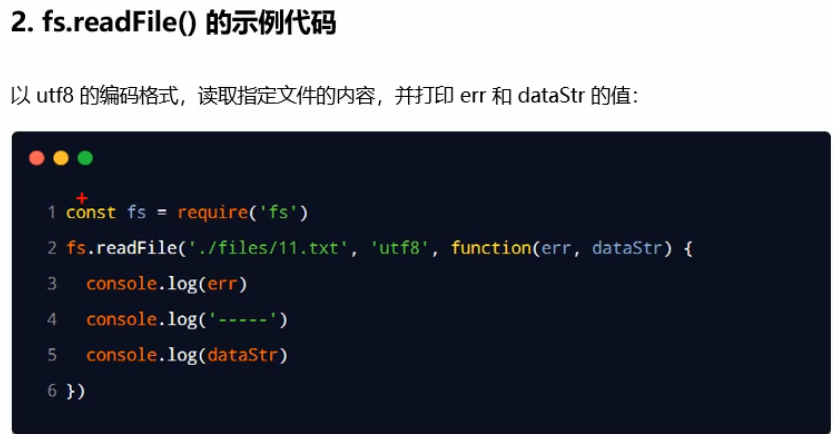 2. fs.readFile() 的示例代码
以 utf8 的编码格式，读取指定文件的内容，并打印 err 和 dataStr 的值：
1 const fs = require('fs')
2 fs.readFile('./files/11.txt', 'utf8', function(err, dataStr) {
3   console.log(err)
4   console.log('-----')
5   console.log(dataStr)
6 })